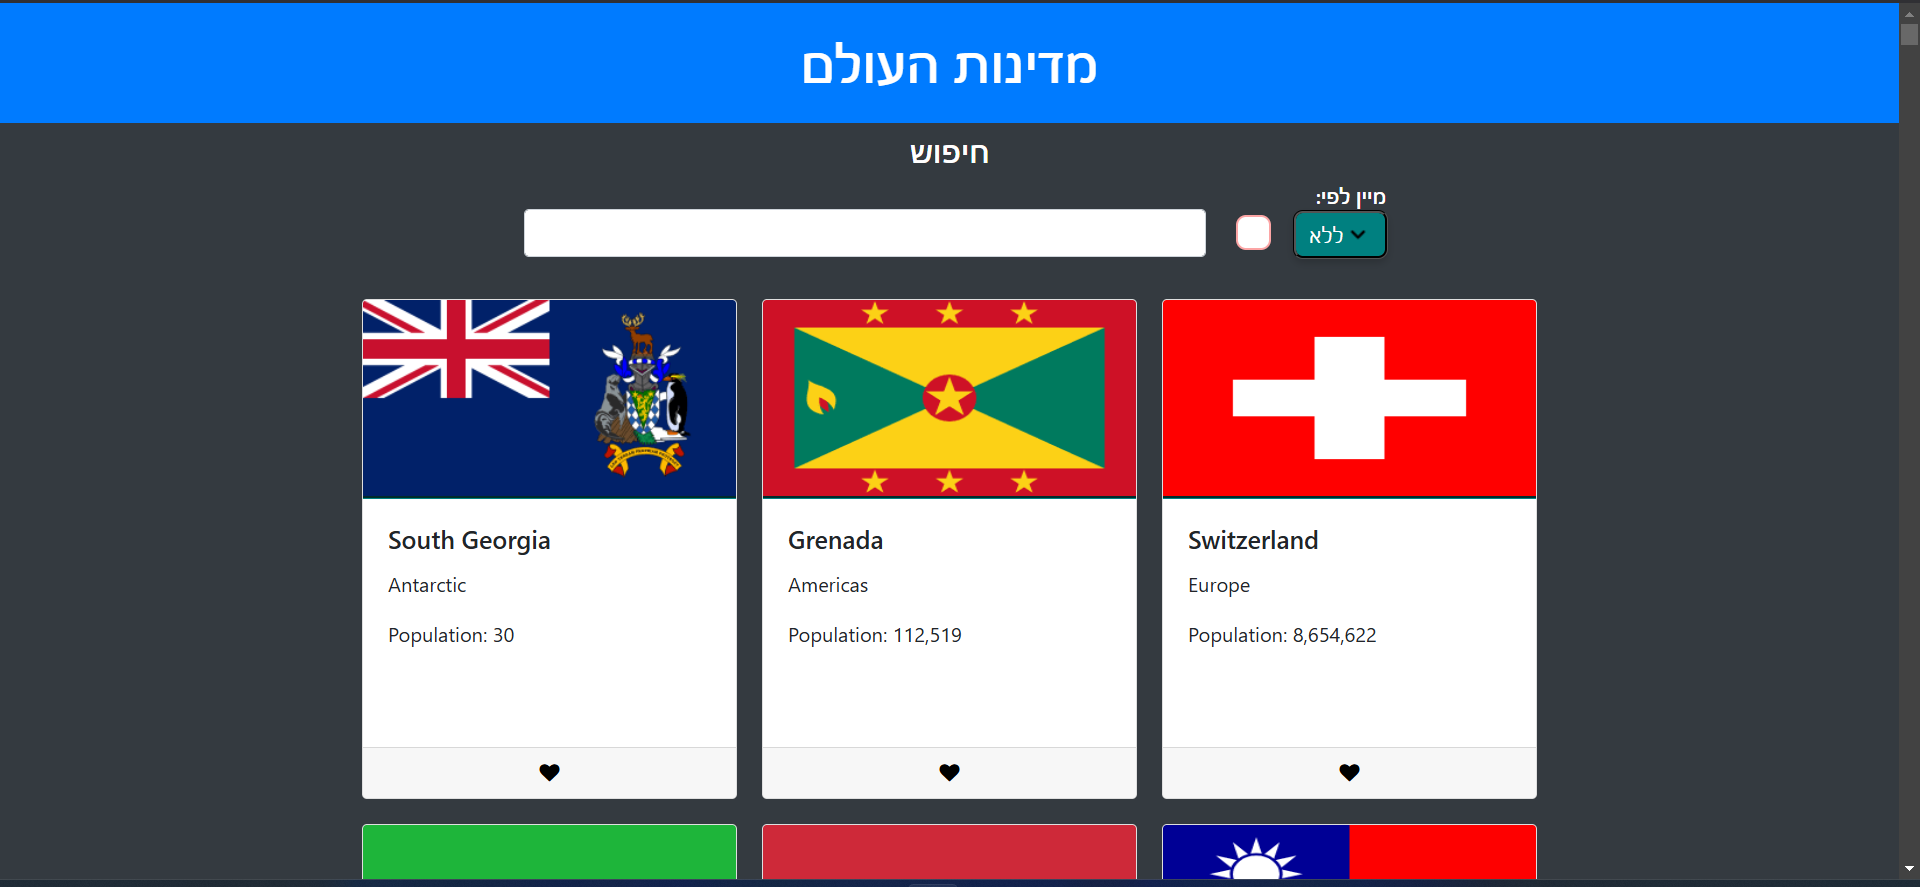 מדינות העולם
חיפוש
מיין לפי:
ללא
South Georgia
Antarctic
Population: 30
Grenada
Americas
Population: 112,519
Switzerland
Europe
Population: 8,654,622